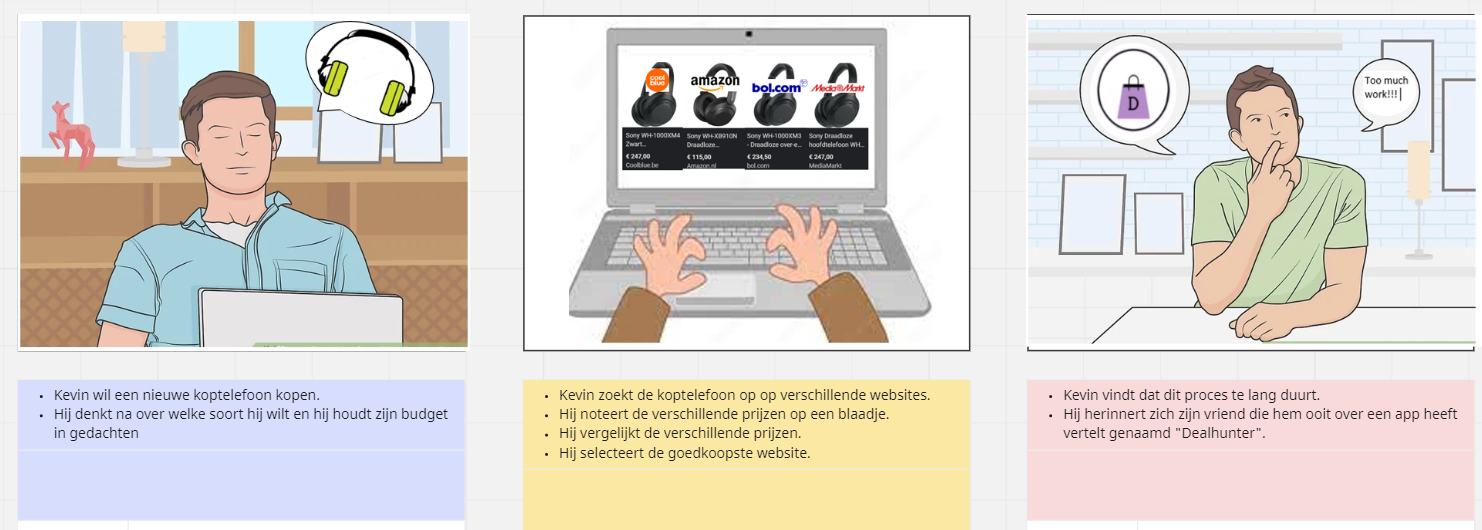 cool
blue
amazon
bol.com
Media Markt
Sony WH-1000XM4
Zwart...
€ 247,00
Coolblue.be
Sony WH-XB910N
Draadloze...
€ 115,00
Amazon.nl
Sony WH-1000XM3
- Draadloze over-e...
€ 234,50
bol.com
Sony Draadloze
hoofdtelefoon WH...
€ 247,00
MediaMarkt
D
Too much
work!!!
• Kevin wil een nieuwe koptelefoon kopen.
• Hij denkt na over welke soort hij wilt en hij houdt zijn budget
in gedachten
• Kevin zoekt de koptelefoon op op verschillende websites.
• Hij noteert de verschillende prijzen op een blaadje.
• Hij vergelijkt de verschillende prijzen.
• Hij selecteert de goedkoopste website.
• Kevin vindt dat dit proces te lang duurt.
• Hij herinnert zich zijn vriend die hem ooit over een app heeft
vertelt genaamd "Dealhunter".